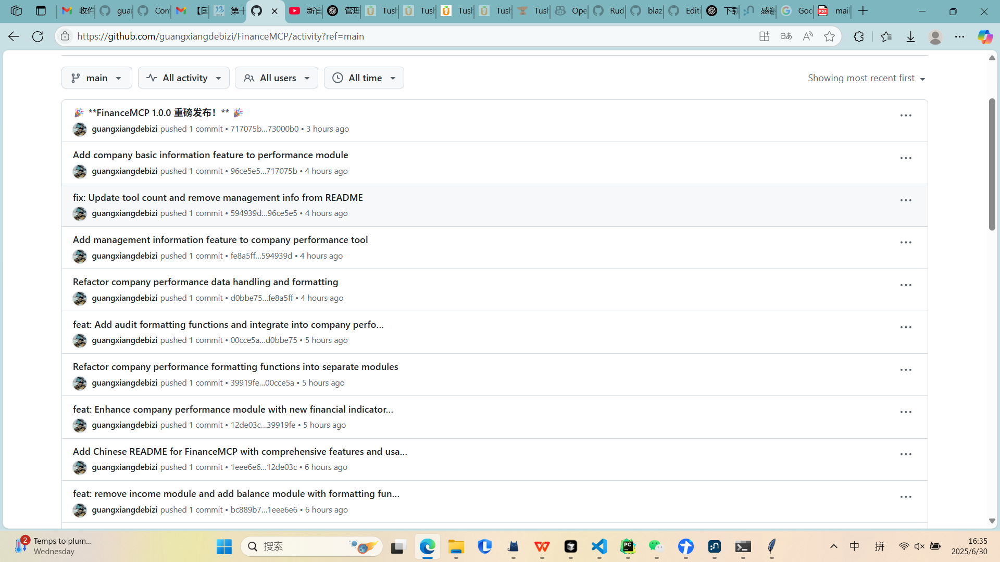 收件
gua
Com
【国
第十
新官
管理
Tush
Tush
Tush
Tush
Tush
Ope
Rud
blaz
Editi
下载
感谢
Goo
mail
https://github.com/guangxiangdebizi/FinanceMCP/activity?ref=main
main
All activity
All users
All time
Showing most recent first
🎉 **FinanceMCP 1.0.0 重磅发布！** 🎉
guangxiangdebizi pushed 1 commit • 717075b...73000b0 • 3 hours ago
Add company basic information feature to performance module
guangxiangdebizi pushed 1 commit • 96ce5e5...717075b • 4 hours ago
fix: Update tool count and remove management info from README
guangxiangdebizi pushed 1 commit • 594939d...96ce5e5 • 4 hours ago
Add management information feature to company performance tool
guangxiangdebizi pushed 1 commit • fe8a5ff...594939d • 4 hours ago
Refactor company performance data handling and formatting
guangxiangdebizi pushed 1 commit • d0bbe75...fe8a5ff • 4 hours ago
feat: Add audit formatting functions and integrate into company perfo...
guangxiangdebizi pushed 1 commit • 00cce5a...d0bbe75 • 5 hours ago
Refactor company performance formatting functions into separate modules
guangxiangdebizi pushed 1 commit • 39919fe...00cce5a • 5 hours ago
feat: Enhance company performance module with new financial indicator...
guangxiangdebizi pushed 1 commit • 12de03c...39919fe • 5 hours ago
Add Chinese README for FinanceMCP with comprehensive features and usa...
guangxiangdebizi pushed 1 commit • 1eee6e6...12de03c • 6 hours ago
feat: remove income module and add balance module with formatting fun...
guangxiangdebizi pushed 1 commit • bc889b7...1eee6e6 • 6 hours ago
2
Temps to plum...
Wednesday
搜索
中
拼
16:35
2025/6/30